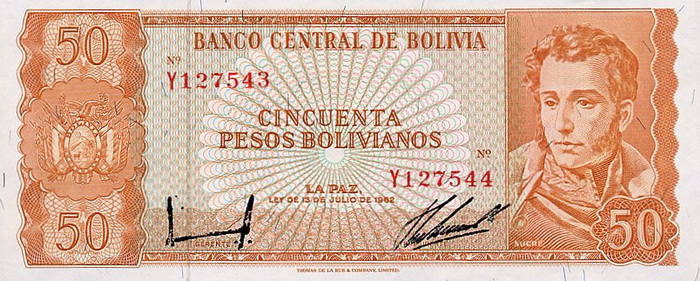 BANCO CENTRAL DE BOLIVIA
50
Nº
Y127543
CINCUENTA
PESOS BOLIVIANOS
Nº
Y127544
LA PAZ
LEY DE 13 DE JULIO DE 1962
GERENTE
SUCRE
50
50
THOMAS DE LA RUE & COMPANY, LIMITED.